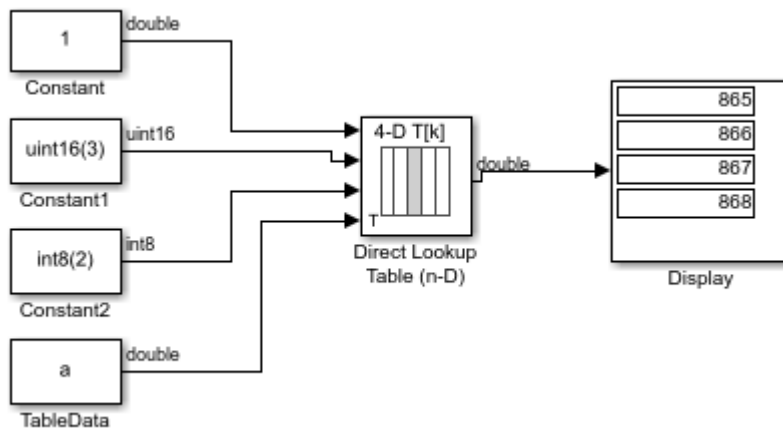 double
1
Constant
uint16(3)
uint16
Constant1
int8(2)
int8
Constant2
a
double
TableData
4-D T[k]
T
Direct Lookup
Table (n-D)
double
865
866
867
868
Display